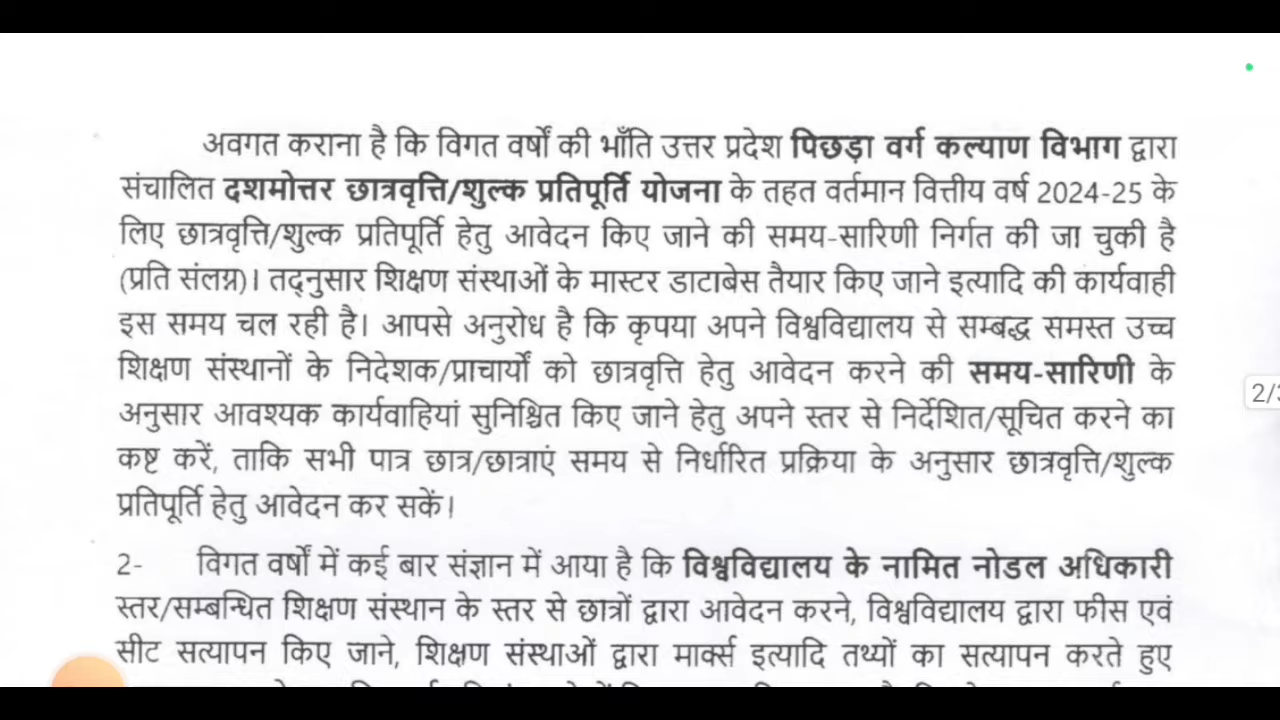 अवगत कराना है कि विगत वर्षों की भाँति उत्तर प्रदेश पिछड़ा वर्ग कल्याण विभाग द्वारा
संचालित दशमोत्तर छात्रवृत्ति/शुल्क प्रतिपूर्ति योजना के तहत वर्तमान वित्तीय वर्ष 2024-25 के
लिए छात्रवृत्ति/शुल्क प्रतिपूर्ति हेतु आवेदन किए जाने की समय-सारिणी निर्गत की जा चुकी है
(प्रति संलग्न)। तद्नुसार शिक्षण संस्थाओं के मास्टर डाटाबेस तैयार किए जाने इत्यादि की कार्यवाही
इस समय चल रही है। आपसे अनुरोध है कि कृपया अपने विश्वविद्यालय से सम्बद्ध समस्त उच्च
शिक्षण संस्थानों के निदेशक/प्राचार्यों को छात्रवृत्ति हेतु आवेदन करने की समय-सारिणी के
अनुसार आवश्यक कार्यवाहियां सुनिश्चित किए जाने हेतु अपने स्तर से निर्देशित/सूचित करने का
कष्ट करें, ताकि सभी पात्र छात्र/छात्राएं समय से निर्धारित प्रक्रिया के अनुसार छात्रवृत्ति/शुल्क
प्रतिपूर्ति हेतु आवेदन कर सकें।
2- विगत वर्षों में कई बार संज्ञान में आया है कि विश्वविद्यालय के नामित नोडल अधिकारी
स्तर/सम्बन्धित शिक्षण संस्थान के स्तर से छात्रों द्वारा आवेदन करने, विश्वविद्यालय द्वारा फीस एवं
सीट सत्यापन किए जाने, शिक्षण संस्थाओं द्वारा मार्क्स इत्यादि तथ्यों का सत्यापन करते हुए
2/3